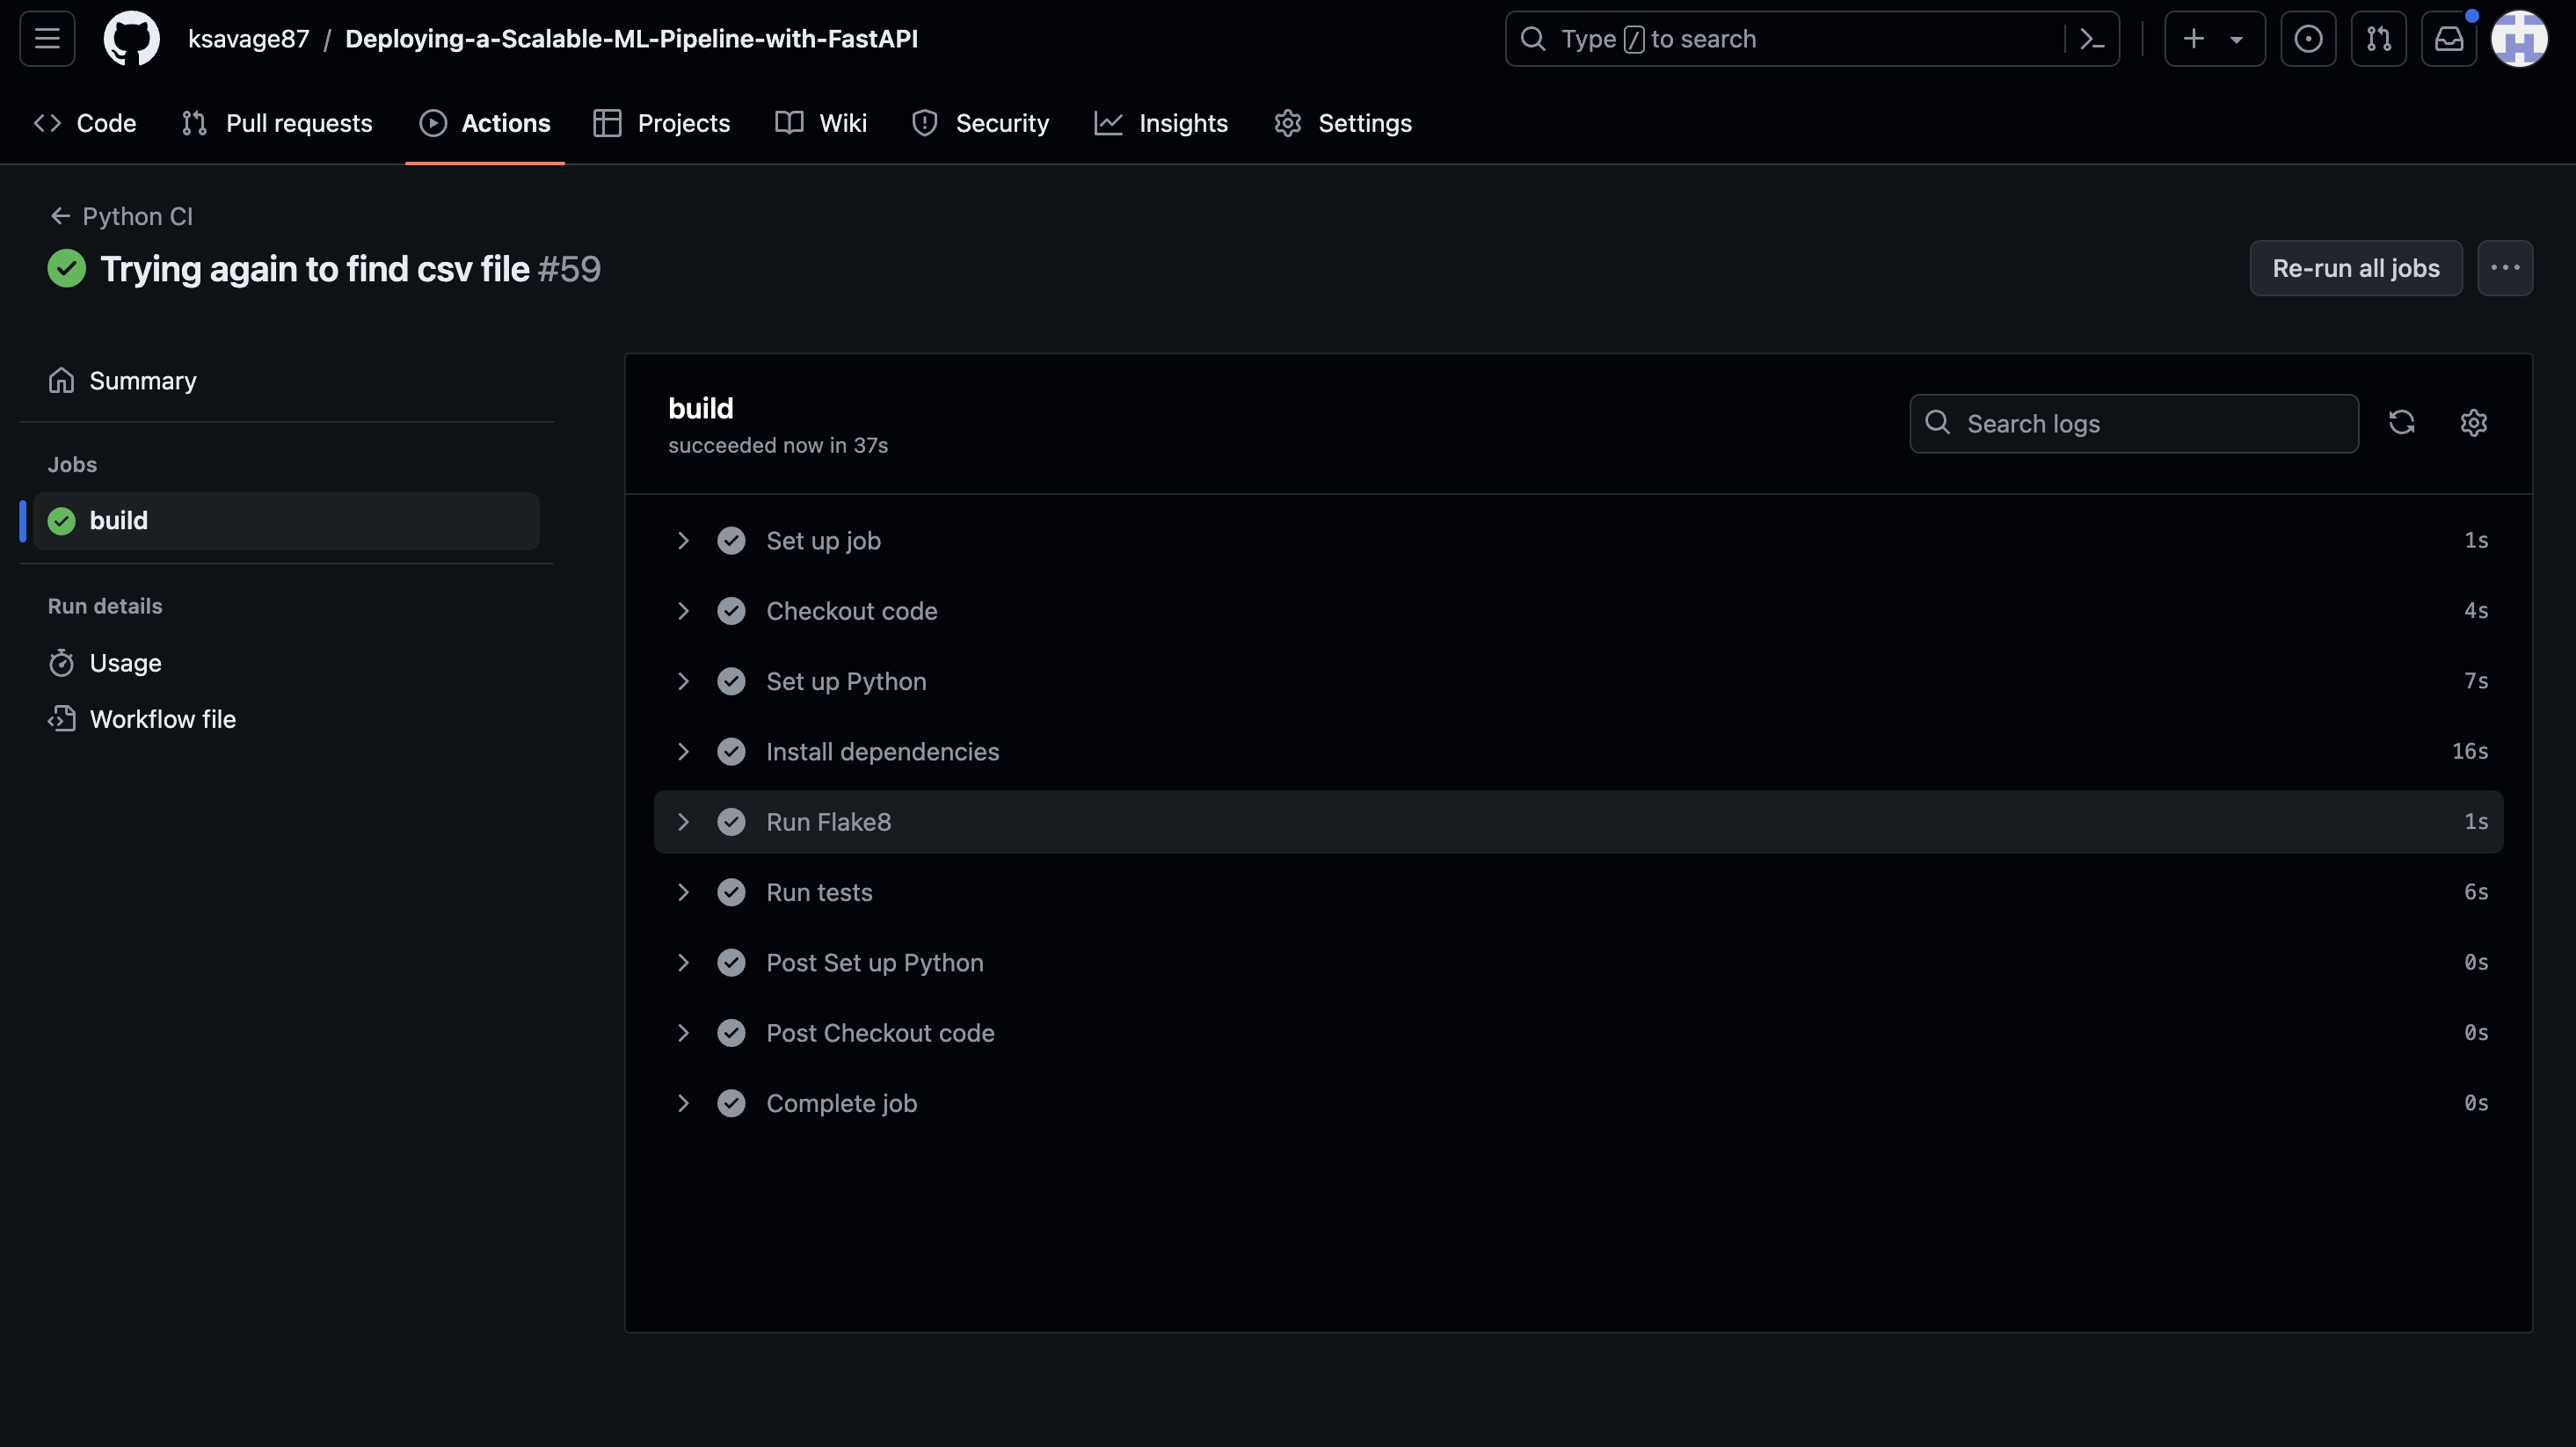 ksavage87 / Deploying-a-Scalable-ML-Pipeline-with-FastAPI
Type / to search
Code Pull requests Actions Projects Wiki Security Insights Settings
Python CI
Trying again to find csv file #59
Re-run all jobs
Summary
Jobs
build
Run details
Usage
Workflow file
build
succeeded now in 37s
Search logs
Set up job 1s
Checkout code 4s
Set up Python 7s
Install dependencies 16s
Run Flake8 1s
Run tests 6s
Post Set up Python 0s
Post Checkout code 0s
Complete job 0s